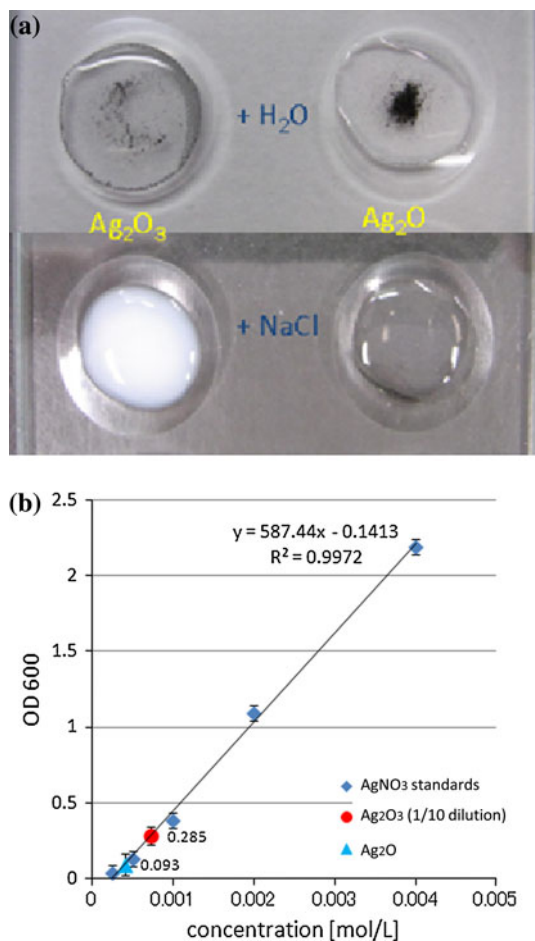 (a)
+ H₂O
Ag₂O₃
Ag₂O
+ NaCl
(b)
2.5
y = 587.44x - 0.1413
R² = 0.9972
2
1.5
OD 600
1
AgNO₃ standards
0.5
Ag₂O₃ (1/10 dilution)
0.285
0.093
Ag₂O
0
0 0.001 0.002 0.003 0.004 0.005
concentration [mol/L]